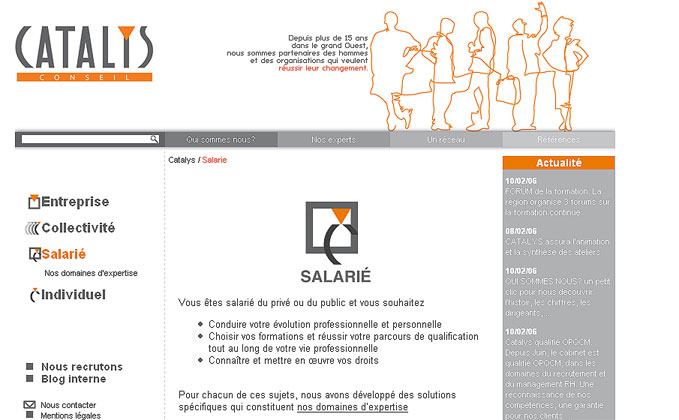 CATALYS
CONSEIL
Depuis plus de 15 ans
dans le grand Ouest,
nous sommes partenaires des hommes
et des organisations qui veulent
réussir leur changement.
Qui sommes nous?
Nos experts
Un réseau
Références
Catalys / Salarie
Entreprise
Collectivité
Salarié
Nos domaines d'expertise
Individuel
Nous recrutons
Blog interne
Nous contacter
Mentions légales
SALARIÉ
Vous êtes salarié du privé ou du public et vous souhaitez
Conduire votre évolution professionnelle et personnelle
Choisir vos formations et réussir votre parcours de qualification
tout au long de votre vie professionnelle
Connaître et mettre en œuvre vos droits
Pour chacun de ces sujets, nous avons développé des solutions
spécifiques qui constituent nos domaines d'expertise
Actualité
10/02/06
FORUM de la formation. La
région organise 3 forums sur
la formation continue.
08/02/06
CATALYS assura l'animation
et la synthèse des ateliers.
10/02/06
QUI SOMMES NOUS? un petit
clic pour nous découvrir :
l'histoir, les chiffres, les
dirigeants, ...
10/02/06
Catalys qualifié OPQCM.
Depuis Juin, le cabinet est
qualifié OPQCM, dans les
domaines du recrutement et
du management RH. Une
reconnaissance de nos
compétences, une garantie
pour nos clients